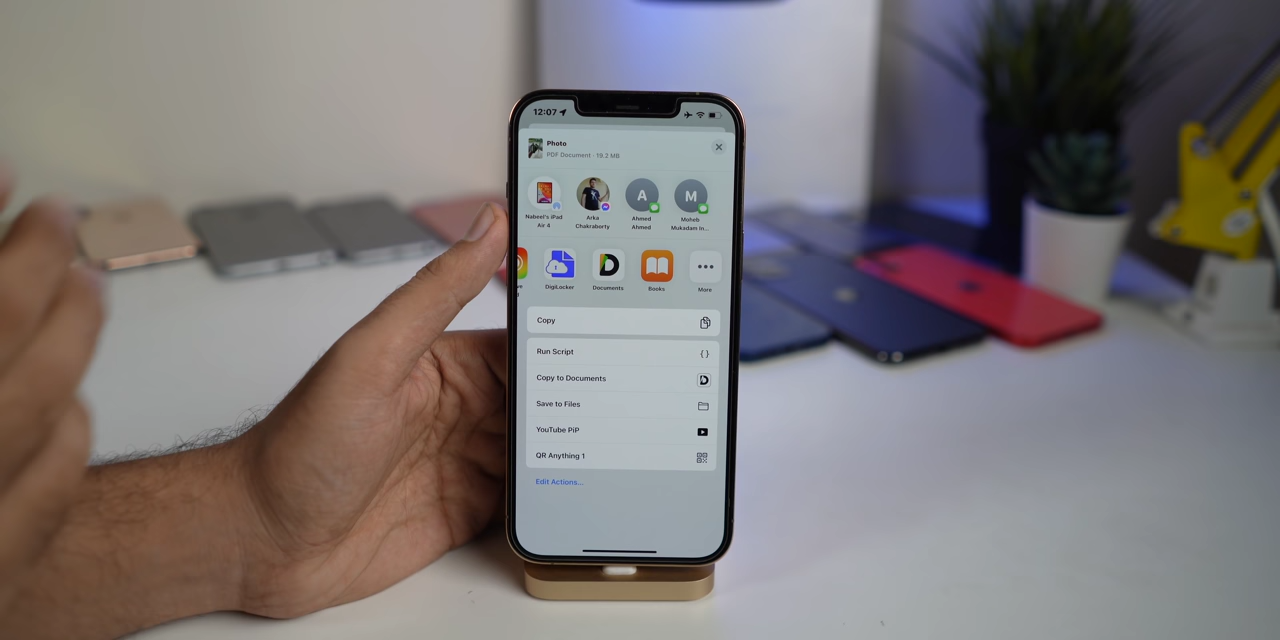 12:07
Photo
PDF Document · 19.2 MB
Nabeel's iPad
Air 4
Arka
Chakraborty
A
Ahmed
Ahmed
M
Moheb
Mukadam In...
DigiLocker
Documents
Books
More
Copy
Run Script
Copy to Documents
Save to Files
YouTube PiP
QR Anything 1
Edit Actions...